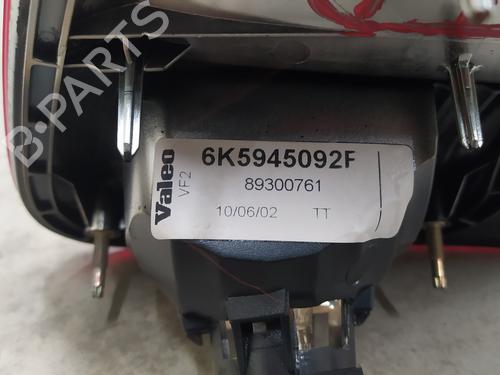 B-PARTS
Valeo
VF2
6K5945092F
89300761
10/06/02 TT